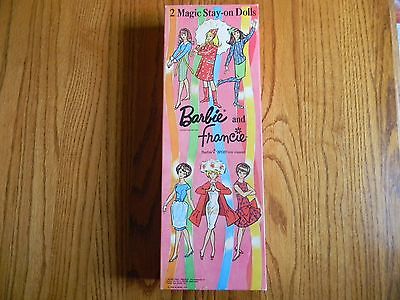 2 Magic Stay-on Dolls
Barbie® and
Francie
Barbie's MOD'ern cousin!